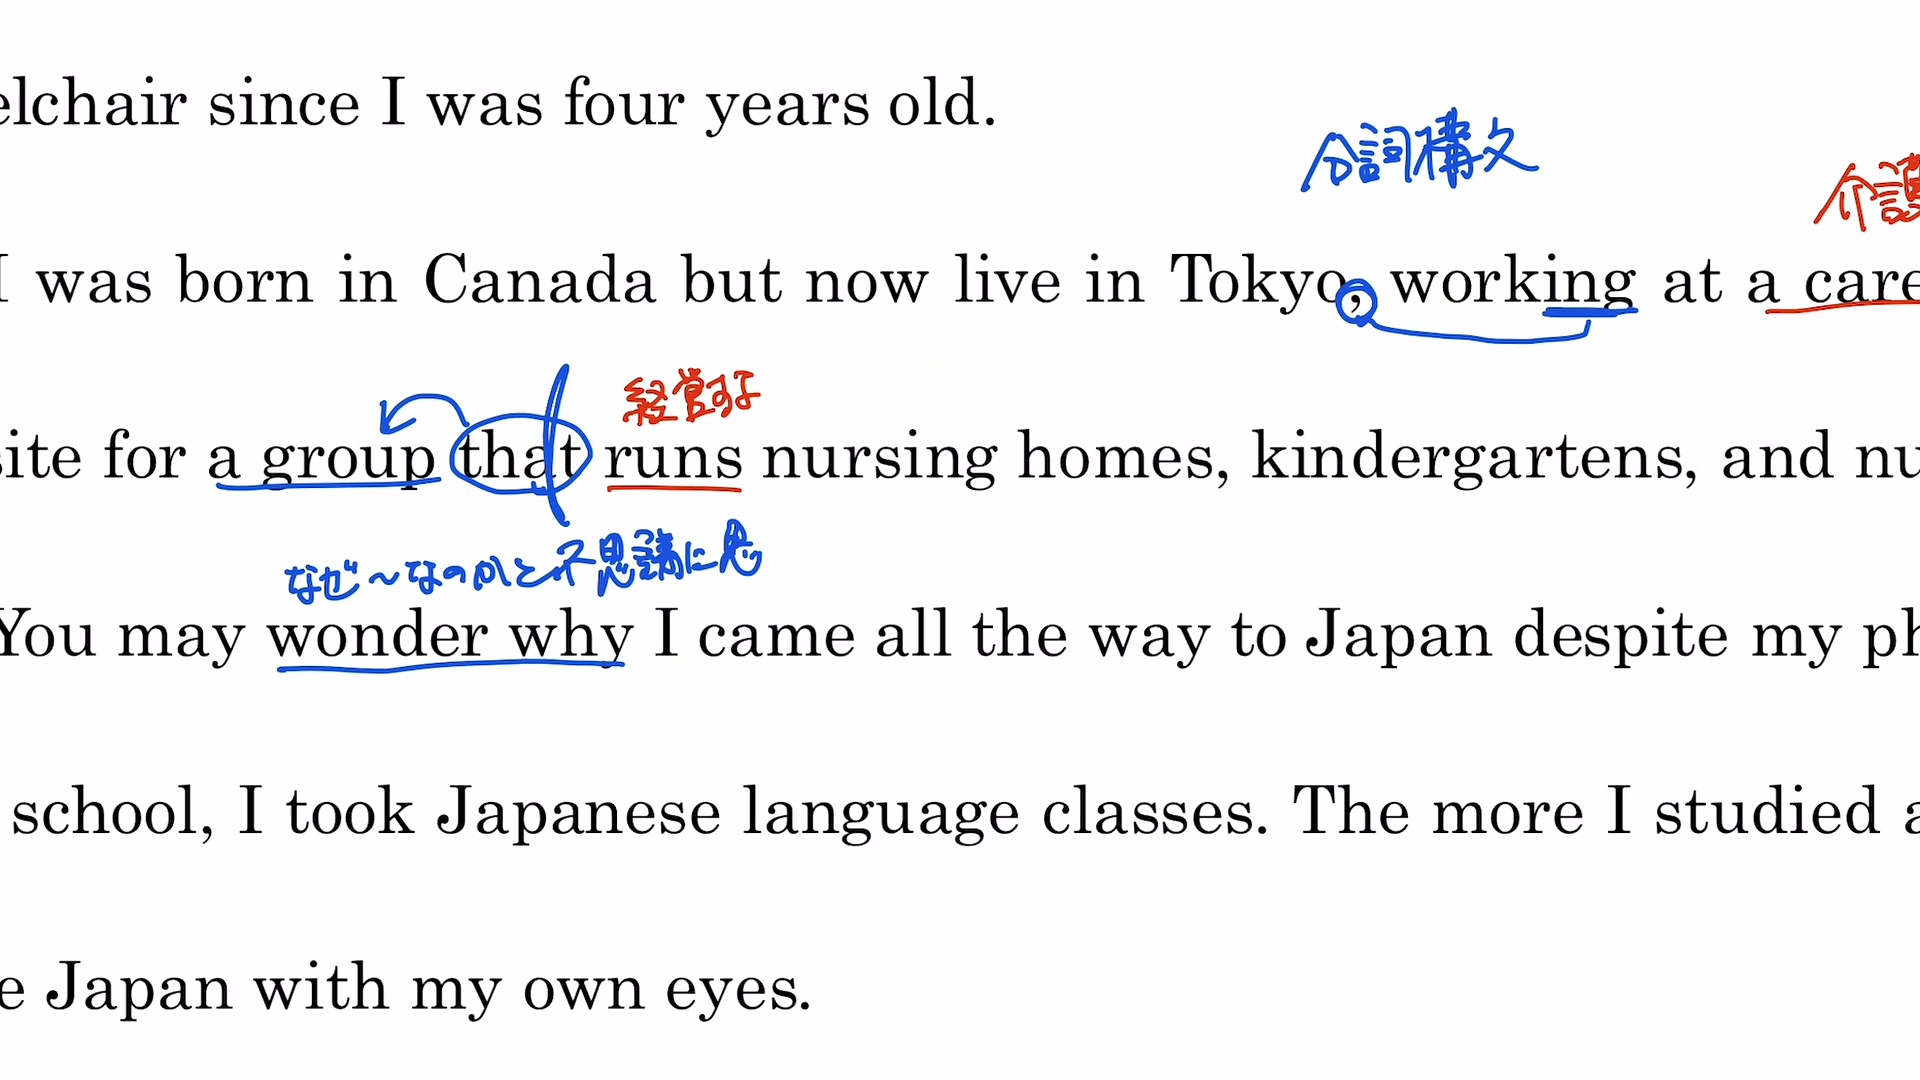 elchair since I was four years old.
分詞構文
介護
I was born in Canada but now live in Tokyo, working at a care
経営する
site for a group that runs nursing homes, kindergartens, and nu
なぜ〜なのかと不思議に思
You may wonder why I came all the way to Japan despite my ph
school, I took Japanese language classes. The more I studied a
e Japan with my own eyes.